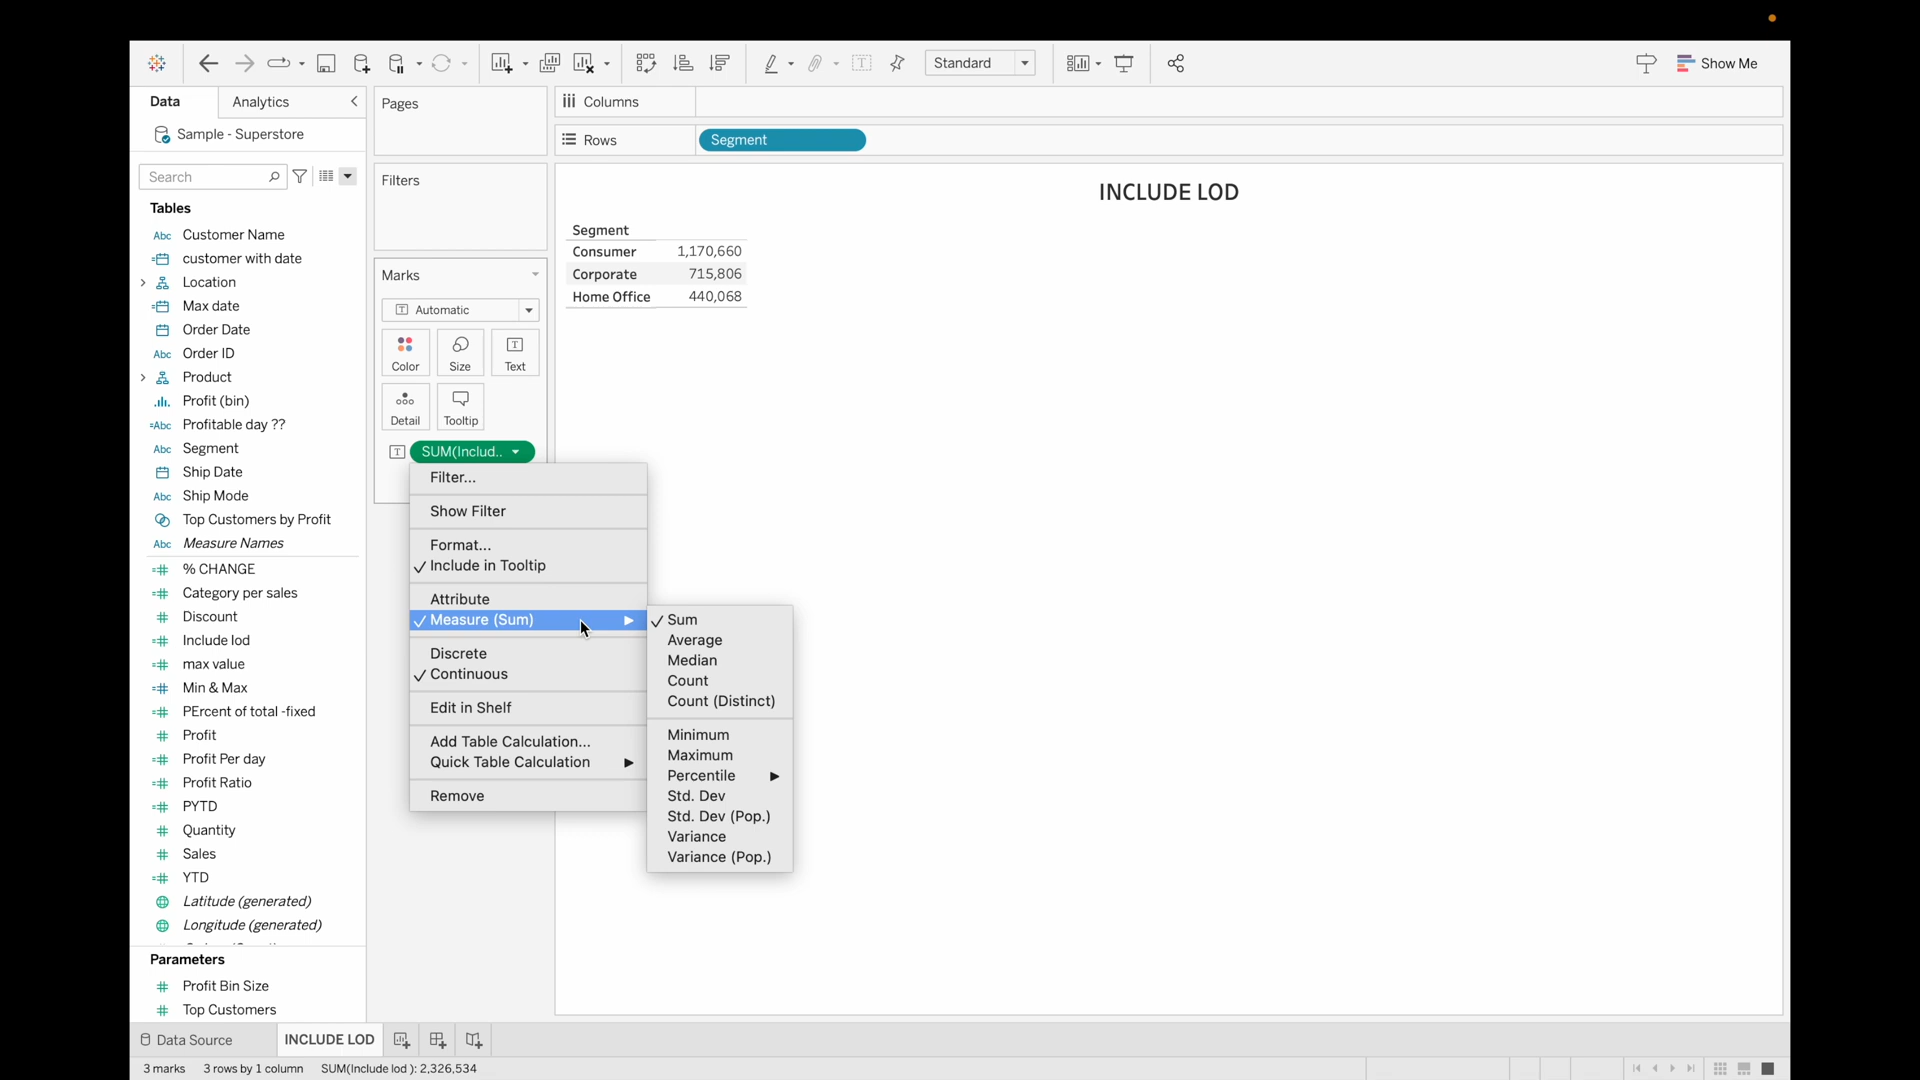 Standard
Show Me
Data
Analytics
Sample - Superstore
Search
Tables
Abc Customer Name
customer with date
Location
Max date
Order Date
Abc Order ID
Product
Profit (bin)
=Abc Profitable day ??
Abc Segment
Ship Date
Abc Ship Mode
Top Customers by Profit
Abc Measure Names
=# % CHANGE
=# Category per sales
# Discount
=# Include lod
=# max value
=# Min & Max
=# PErcent of total -fixed
# Profit
=# Profit Per day
=# Profit Ratio
=# PYTD
# Quantity
# Sales
=# YTD
Latitude (generated)
Longitude (generated)
Parameters
# Profit Bin Size
# Top Customers
Pages
Filters
Marks
T Automatic
Color
Size
T Text
Detail
Tooltip
T SUM(Includ..
Filter...
Show Filter
Format...
✓ Include in Tooltip
Attribute
✓ Measure (Sum)
Discrete
✓ Continuous
Edit in Shelf
Add Table Calculation...
Quick Table Calculation
Remove
✓ Sum
Average
Median
Count
Count (Distinct)
Minimum
Maximum
Percentile
Std. Dev
Std. Dev (Pop.)
Variance
Variance (Pop.)
Columns
Rows
Segment
INCLUDE LOD
Segment
Consumer 1,170,660
Corporate 715,806
Home Office 440,068
Data Source
INCLUDE LOD
3 marks 3 rows by 1 column SUM(Include lod ): 2,326,534